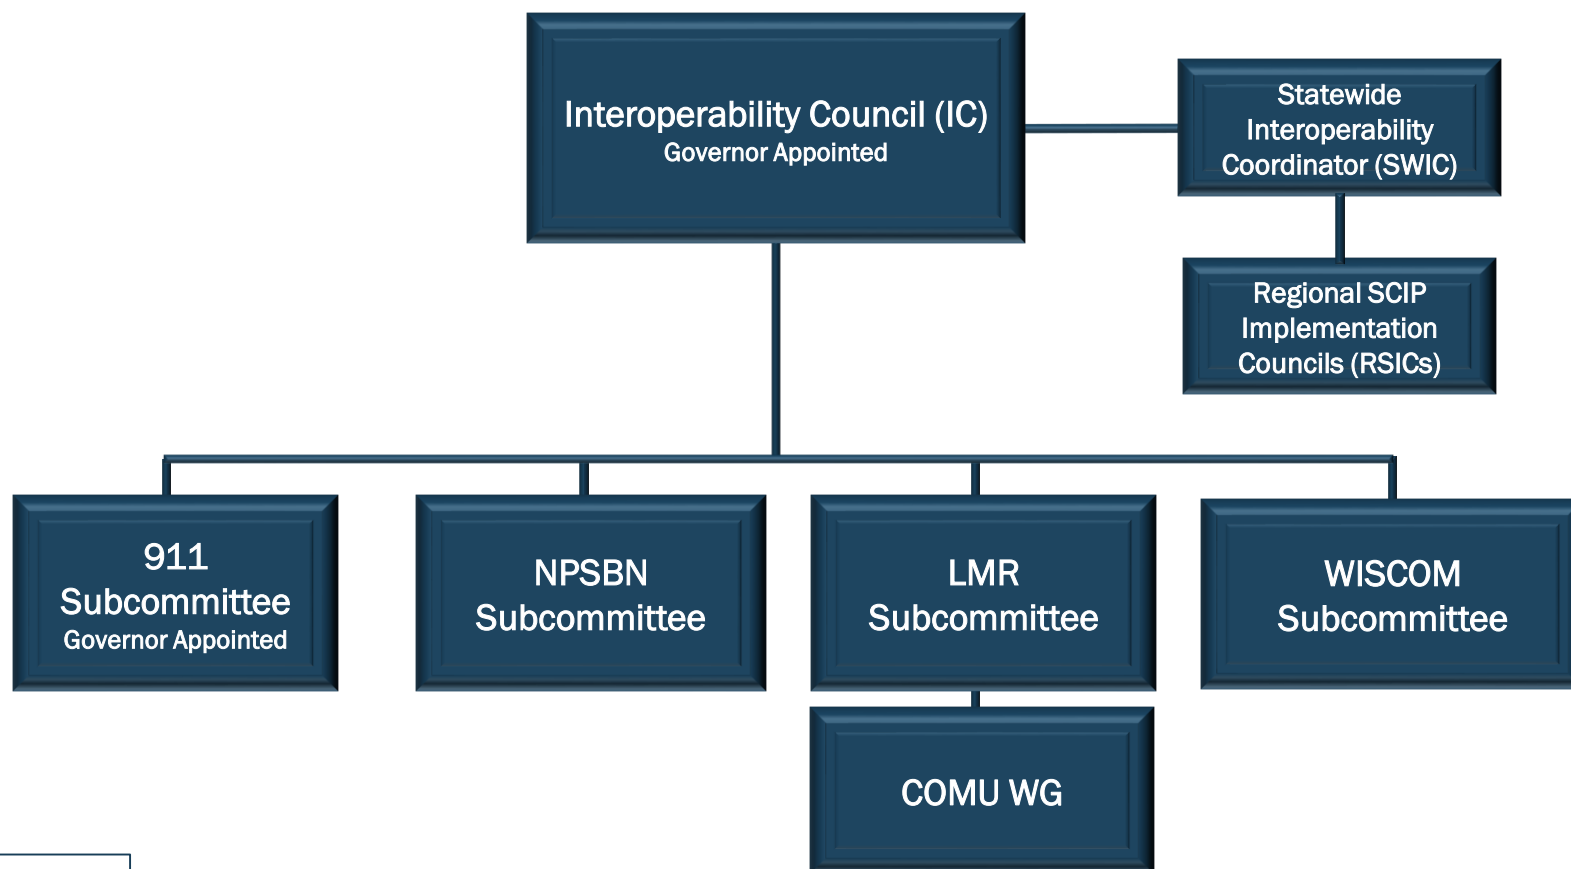 Interoperability Council (IC)
Governor Appointed
Statewide
Interoperability
Coordinator (SWIC)
Regional SCIP
Implementation
Councils (RSICs)
911
Subcommittee
Governor Appointed
NPSBN
Subcommittee
LMR
Subcommittee
WISCOM
Subcommittee
COMU WG